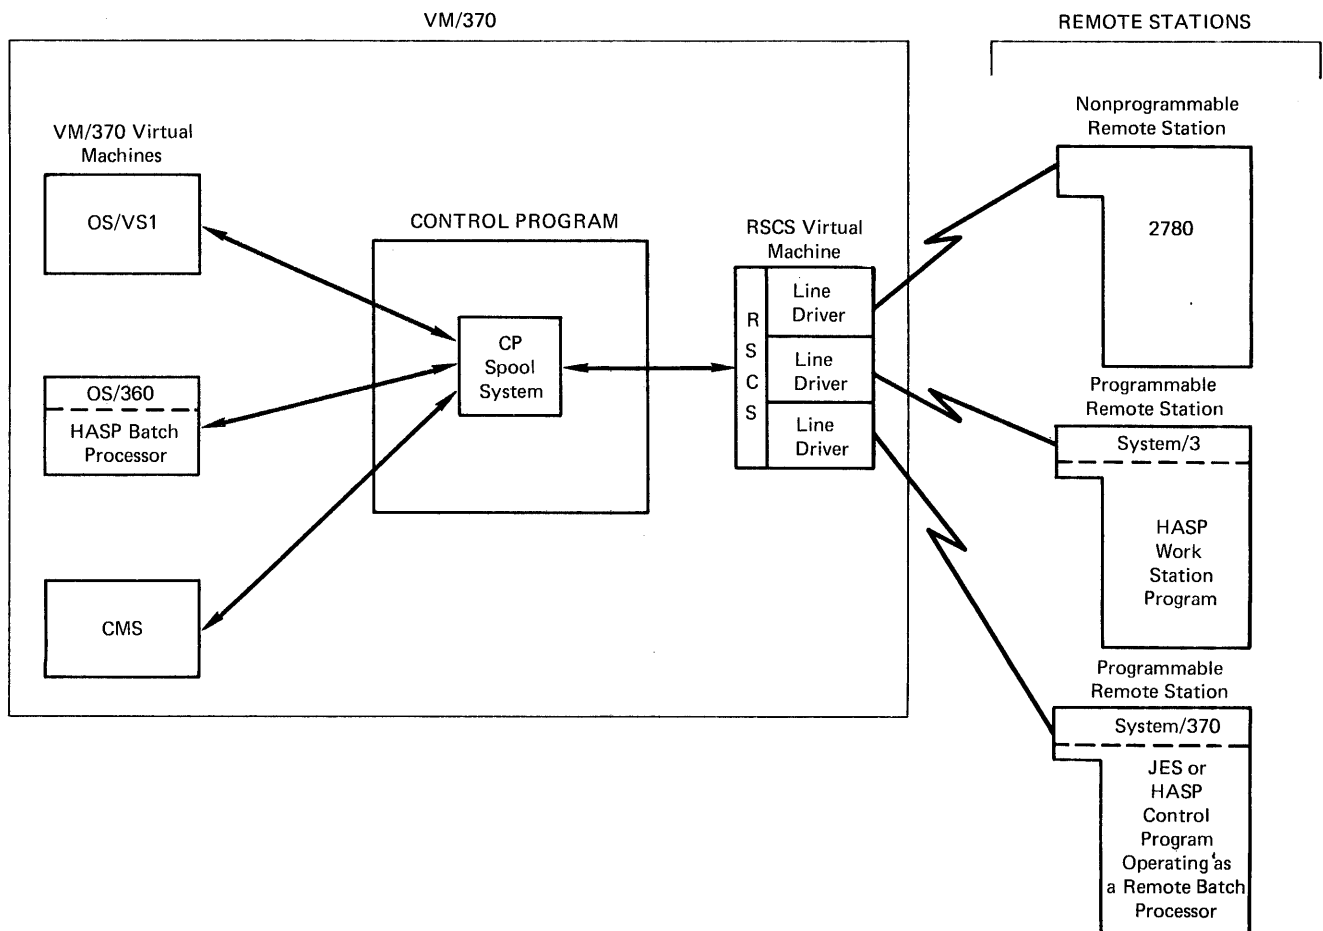 VM/370
REMOTE STATIONS
VM/370 Virtual
Machines
OS/VS1
OS/360
HASP Batch
Processor
CMS
CONTROL PROGRAM
CP
Spool
System
RSCS Virtual
Machine
R
S
C
S
Line
Driver
Line
Driver
Line
Driver
Nonprogrammable
Remote Station
2780
Programmable
Remote Station
System/3
HASP
Work
Station
Program
Programmable
Remote Station
System/370
JES or
HASP
Control
Program
Operating as
a Remote Batch
Processor